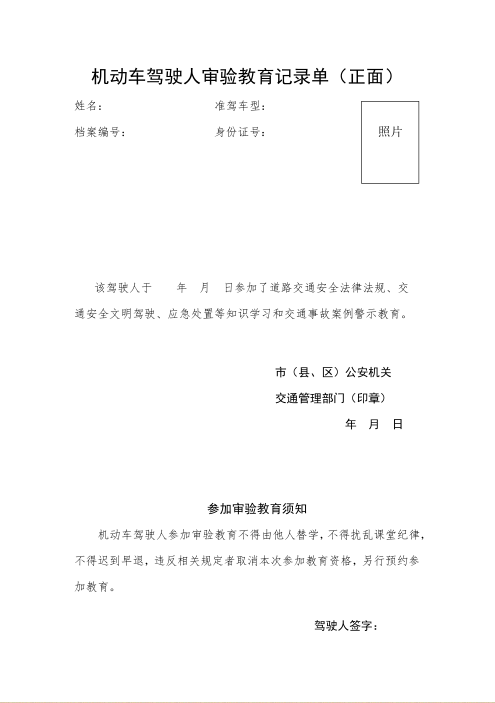 机动车驾驶人审验教育记录单（正面）
姓名： 准驾车型：
档案编号： 身份证号：
照片
该驾驶人于 年 月 日参加了道路交通安全法律法规、交
通安全文明驾驶、应急处置等知识学习和交通事故案例警示教育。
市（县、区）公安机关
交通管理部门（印章）
年 月 日
参加审验教育须知
机动车驾驶人参加审验教育不得由他人替学，不得扰乱课堂纪律，
不得迟到早退，违反相关规定者取消本次参加教育资格，另行预约参
加教育。
驾驶人签字：